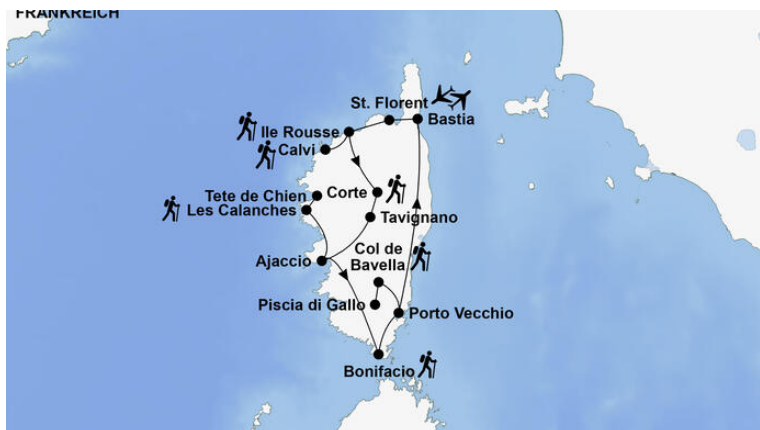 FRANKREICH
St. Florent
Bastia
Ile Rousse
Calvi
Tete de Chien
Corte
Les Calanches
Tavignano
Col de
Bavella
Ajaccio
Piscia di Gallo
Porto Vecchio
Bonifacio